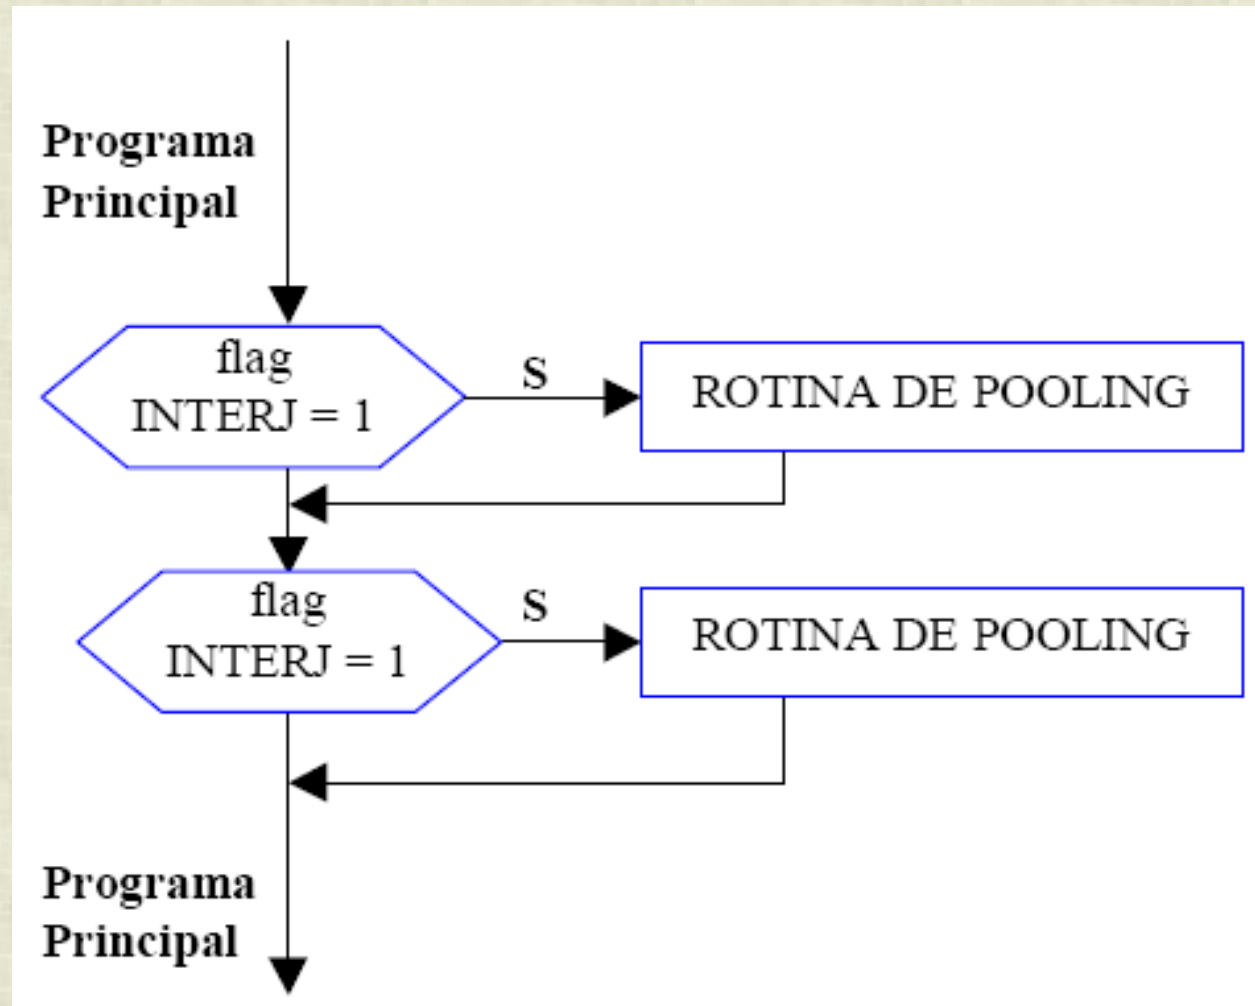 Programa
Principal
flag
INTERJ = 1
S
ROTINA DE POOLING
flag
INTERJ = 1
S
ROTINA DE POOLING
Programa
Principal